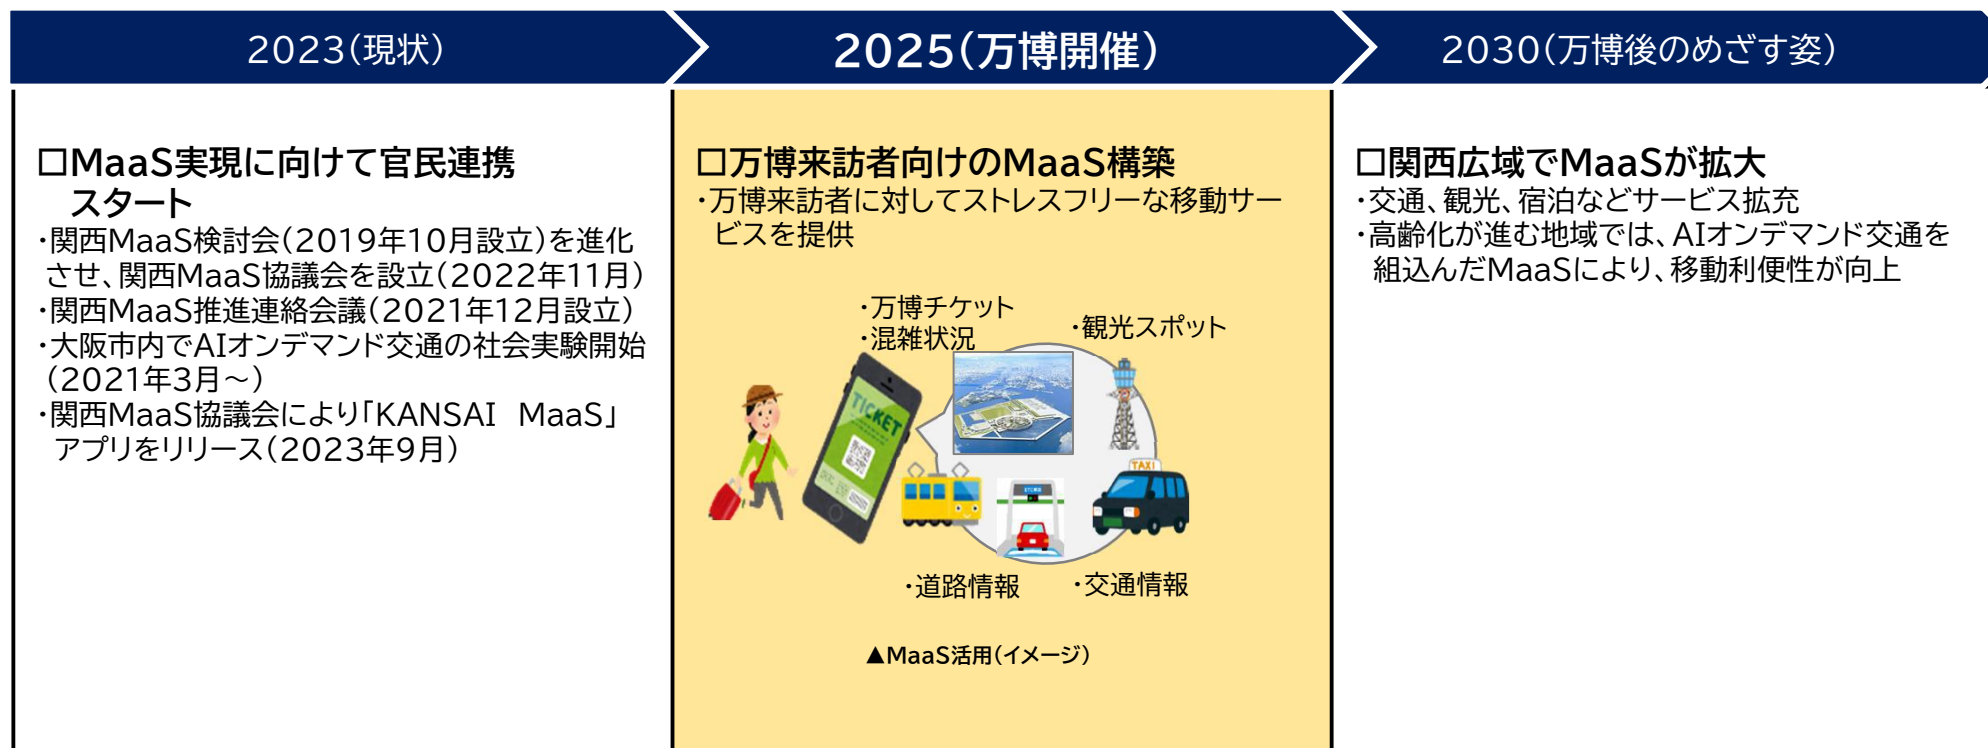 2023(現状)
2025(万博開催)
2030(万博後のめざす姿)
□MaaS実現に向けて官民連携
スタート
・関西MaaS検討会(2019年10月設立)を進化
させ、関西MaaS協議会を設立(2022年11月)
・関西MaaS推進連絡会議(2021年12月設立)
・大阪市内でAIオンデマンド交通の社会実験開始
(2021年3月~)
・関西MaaS協議会により「KANSAI　MaaS」
アプリをリリース(2023年9月)
□万博来訪者向けのMaaS構築
・万博来訪者に対してストレスフリーな移動サー
ビスを提供
・万博チケット
・混雑状況
・観光スポット
TICKET
TAXI
・道路情報
・交通情報
▲MaaS活用(イメージ)
□関西広域でMaaSが拡大
・交通、観光、宿泊などサービス拡充
・高齢化が進む地域では、AIオンデマンド交通を
組込んだMaaSにより、移動利便性が向上